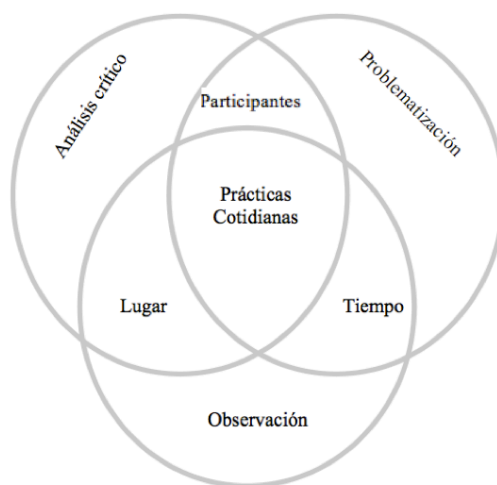 Análisis crítico
Problematización
Participantes
Prácticas
Cotidianas
Lugar
Tiempo
Observación